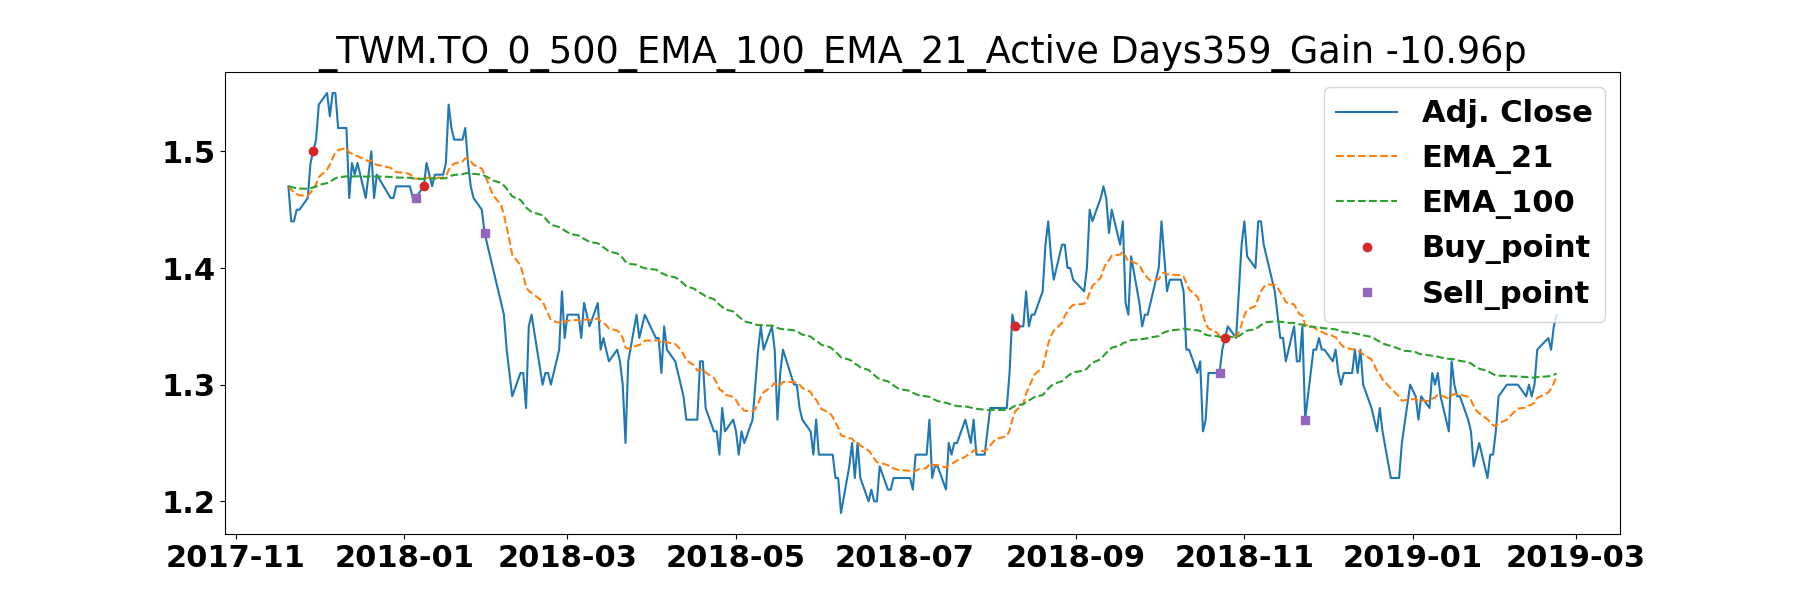 _TWM.TO_0_500_EMA_100_EMA_21_Active Days359_Gain -10.96p
Adj. Close
EMA_21
EMA_100
Buy_point
Sell_point
1.5
1.4
1.3
1.2
2017-11 2018-01 2018-03 2018-05 2018-07 2018-09 2018-11 2019-01 2019-03